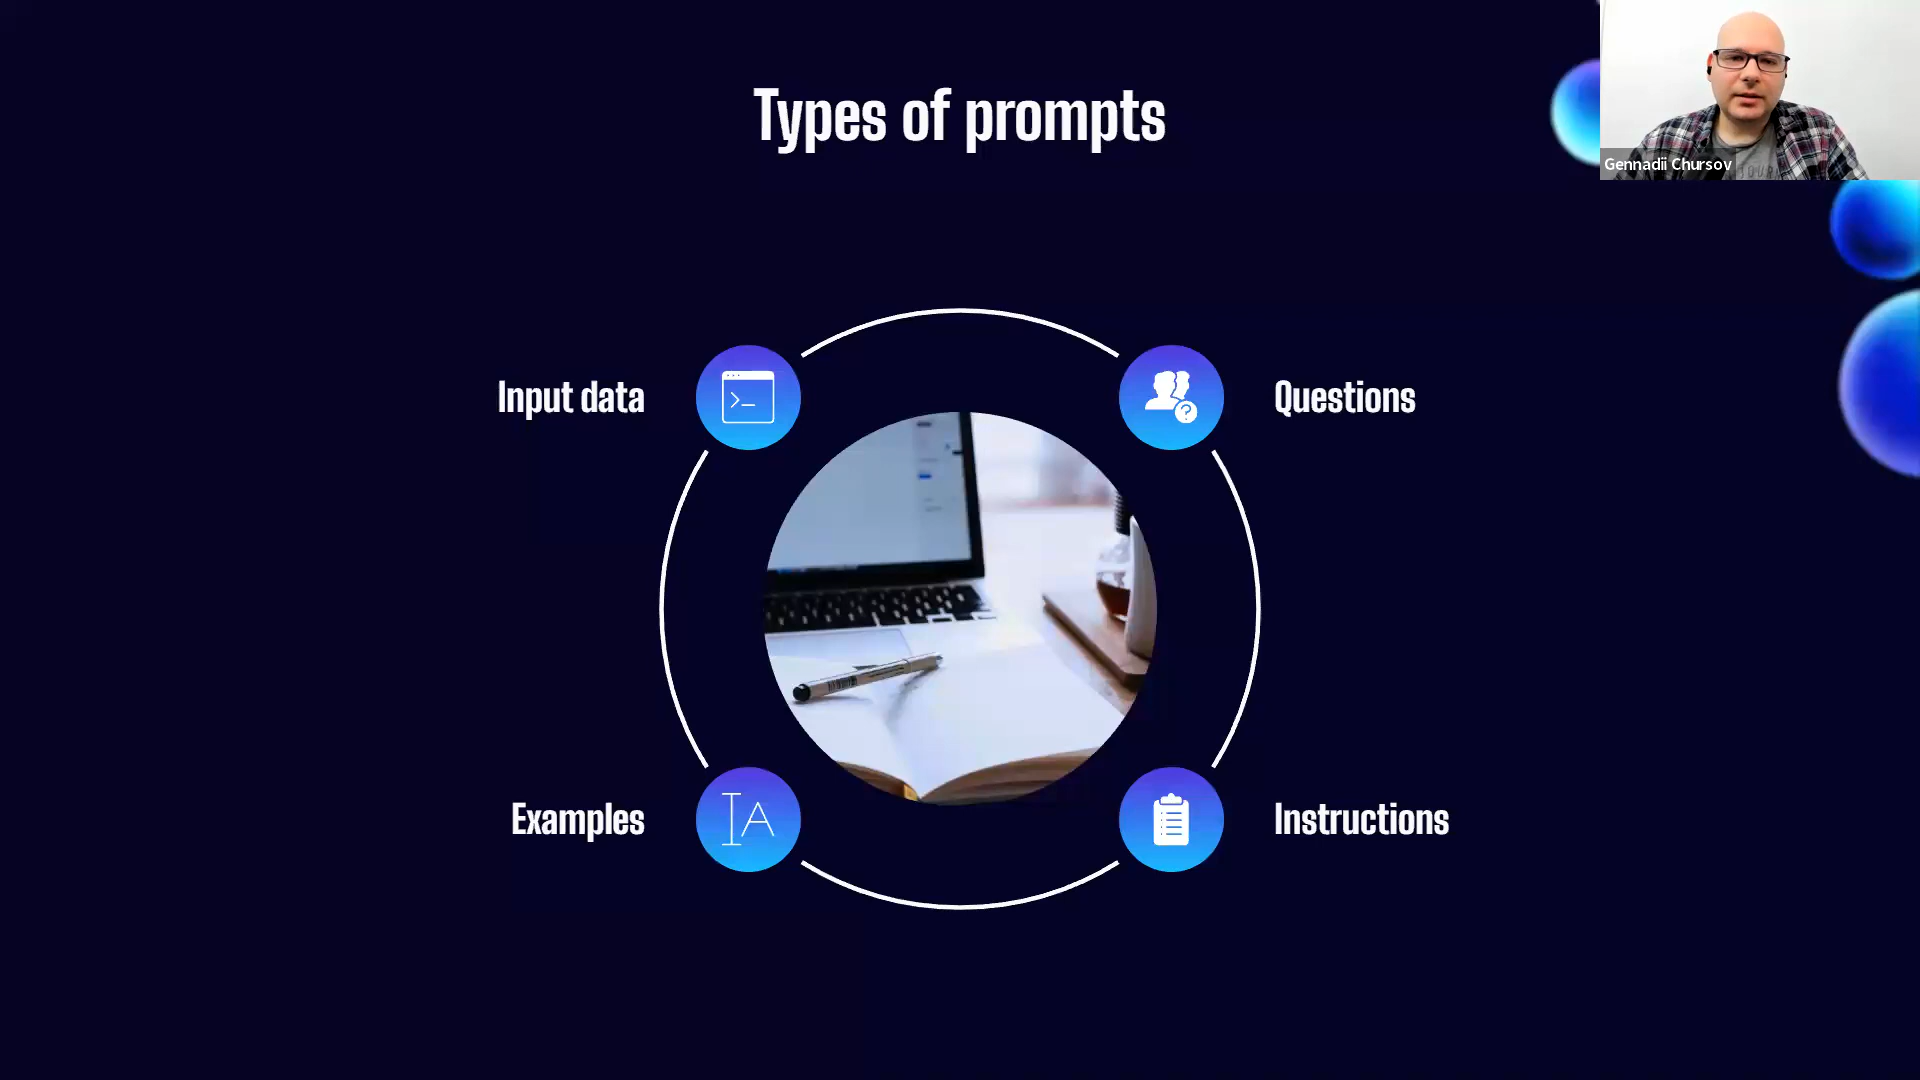 Types of prompts
Gennadii Chursov
Input data
Questions
Examples
Instructions